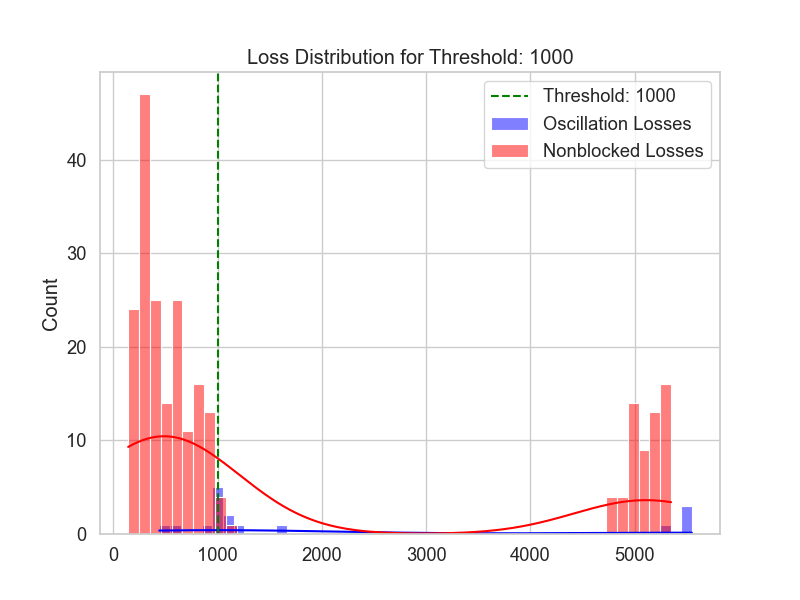 Loss Distribution for Threshold: 1000
Threshold: 1000
Oscillation Losses
Nonblocked Losses
Count
40
30
20
10
0
0 1000 2000 3000 4000 5000